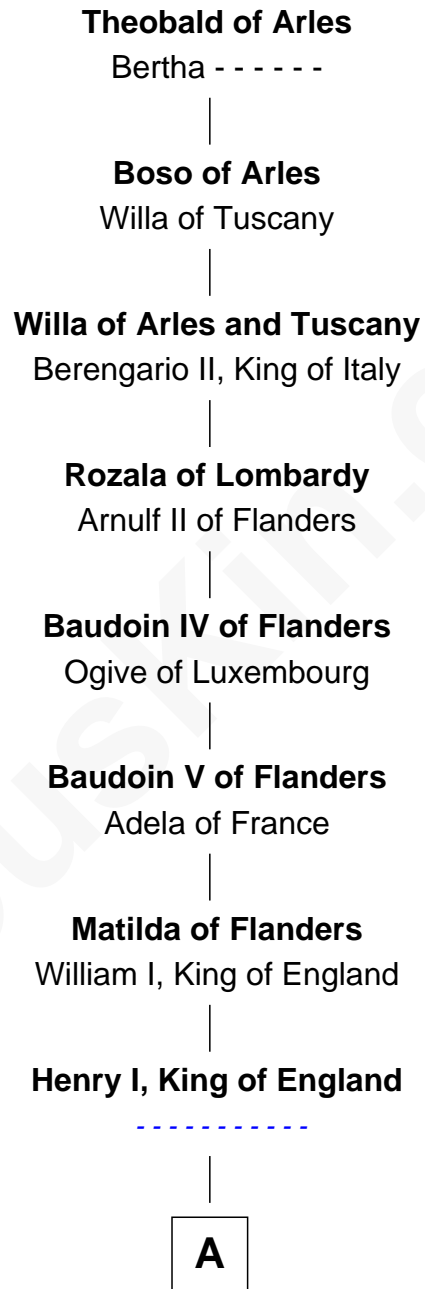 Theobald of Arles
Bertha - - - - - -
Boso of Arles
Willa of Tuscany
Willa of Arles and Tuscany
Berengario II, King of Italy
Rozala of Lombardy
Arnulf II of Flanders
Baudoin IV of Flanders
Ogive of Luxembourg
Baudoin V of Flanders
Adela of France
Matilda of Flanders
William I, King of England
Henry I, King of England
- - - - - - - - - - -
A